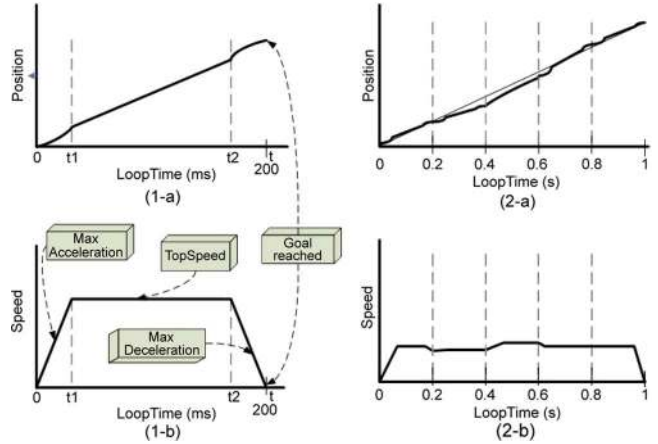 Position
0
t1
t2
t
200
LoopTime (ms)
(1-a)
Position
0
0.2
0.4
0.6
0.8
1
LoopTime (s)
(2-a)
Max
Acceleration
TopSpeed
Goal
reached
Max
Deceleration
Speed
0
t1
t2
t
200
LoopTime (ms)
(1-b)
Speed
0
0.2
0.4
0.6
0.8
1
LoopTime (s)
(2-b)